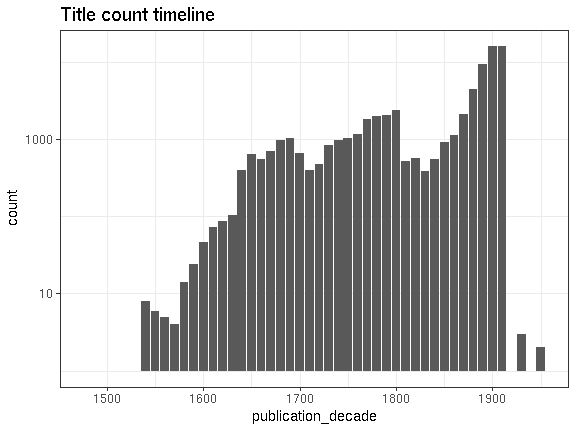 Title count timeline
count
1000
10
1500 1600 1700 1800 1900
publication_decade